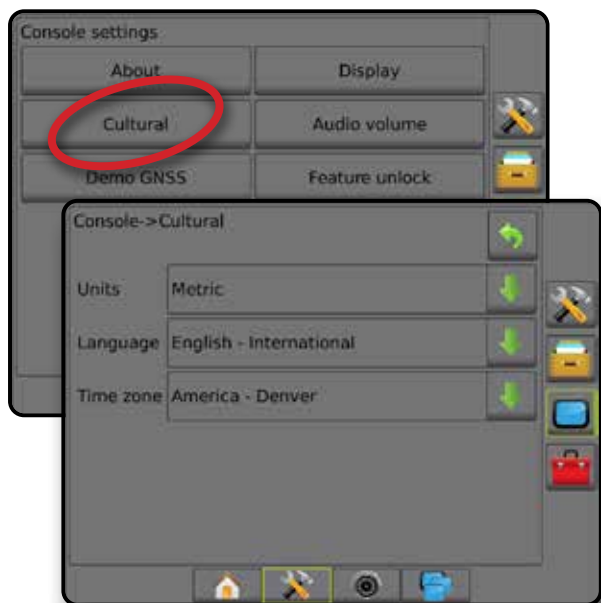 Console settings
About Display
Cultural Audio volume
Demo GNSS Feature unlock
Console->Cultural
Units Metric
Language English - International
Time zone America - Denver